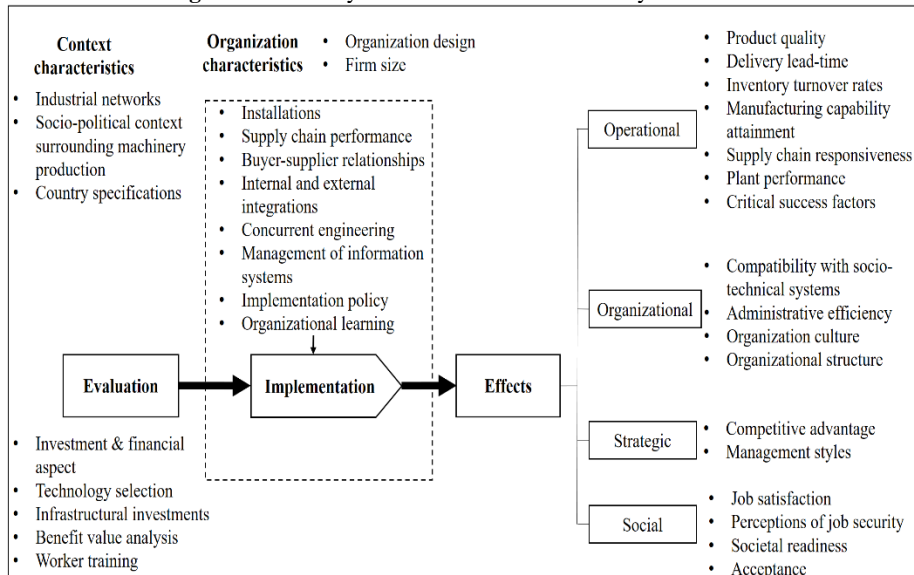 Context
characteristics
• Industrial networks
• Socio-political context
surrounding machinery
production
• Country specifications
Organization
characteristics
• Organization design
• Firm size
• Installations
• Supply chain performance
• Buyer-supplier relationships
• Internal and external
integrations
• Concurrent engineering
• Management of information
systems
• Implementation policy
• Organizational learning
Evaluation
Implementation
Effects
• Investment & financial
aspect
• Technology selection
• Infrastructural investments
• Benefit value analysis
• Worker training
Operational
• Product quality
• Delivery lead-time
• Inventory turnover rates
• Manufacturing capability
attainment
• Supply chain responsiveness
• Plant performance
• Critical success factors
Organizational
• Compatibility with socio-
technical systems
• Administrative efficiency
• Organization culture
• Organizational structure
Strategic
• Competitive advantage
• Management styles
Social
• Job satisfaction
• Perceptions of job security
• Societal readiness
• Acceptance